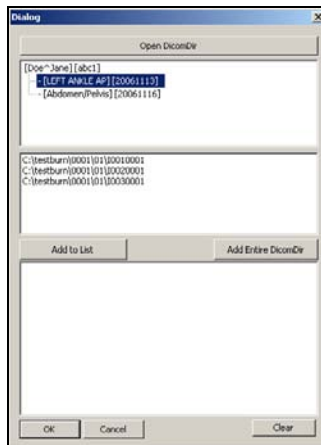 Dialog
Open DicomDir
[Doe^Jane] [abc1]
- [LEFT ANKLE AP] [20061113]
- [Abdomen/Pelvis] [20061116]
C:\testburn\0001\01\I0010001
C:\testburn\0001\01\I0020001
C:\testburn\0001\01\I0030001
Add to List Add Entire DicomDir
OK Cancel Clear